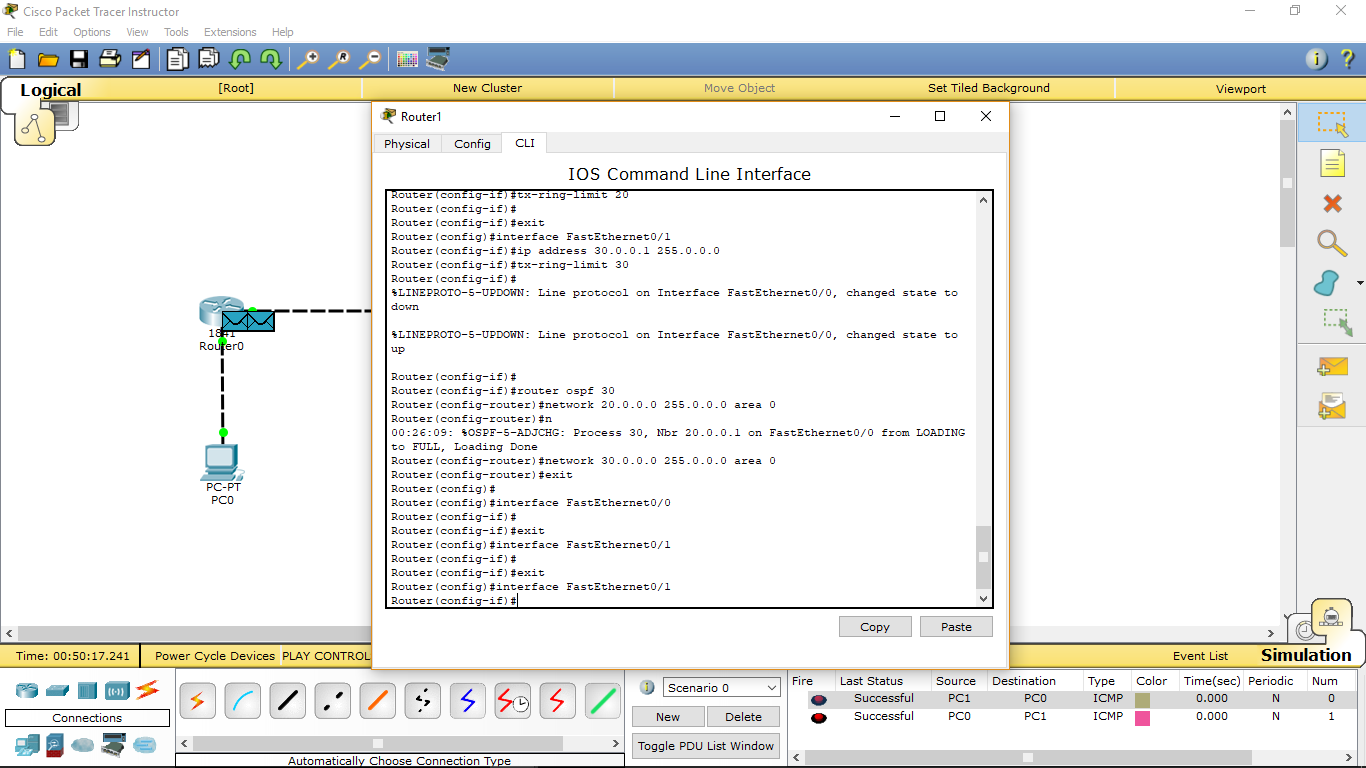 Cisco Packet Tracer Instructor
File Edit Options View Tools Extensions Help
Logical [Root] New Cluster Move Object Set Tiled Background Viewport
Router1
Physical Config CLI
IOS Command Line Interface
Router(config-if)#tx-ring-limit 20
Router(config-if)#
Router(config-if)#exit
Router(config)#interface FastEthernet0/1
Router(config-if)#ip address 30.0.0.1 255.0.0.0
Router(config-if)#tx-ring-limit 30
Router(config-if)#
%LINEPROTO-5-UPDOWN: Line protocol on Interface FastEthernet0/0, changed state to
down
%LINEPROTO-5-UPDOWN: Line protocol on Interface FastEthernet0/0, changed state to
up
Router(config-if)#
Router(config-if)#router ospf 30
Router(config-router)#network 20.0.0.0 255.0.0.0 area 0
Router(config-router)#n
00:26:09: %OSPF-5-ADJCHG: Process 30, Nbr 20.0.0.1 on FastEthernet0/0 from LOADING
to FULL, Loading Done
Router(config-router)#network 30.0.0.0 255.0.0.0 area 0
Router(config-router)#exit
Router(config)#
Router(config)#interface FastEthernet0/0
Router(config-if)#
Router(config-if)#exit
Router(config)#interface FastEthernet0/1
Router(config-if)#
Router(config-if)#exit
Router(config)#interface FastEthernet0/1
Router(config-if)#
Copy Paste
1841
Router0
PC-PT
PC0
Time: 00:50:17.241 Power Cycle Devices PLAY CONTROL Event List Simulation
Connections
Automatically Choose Connection Type
Scenario 0
New Delete
Toggle PDU List Window
Fire Last Status Source Destination Type Color Time(sec) Periodic Num
Successful PC1 PC0 ICMP 0.000 N 0
Successful PC0 PC1 ICMP 0.000 N 1